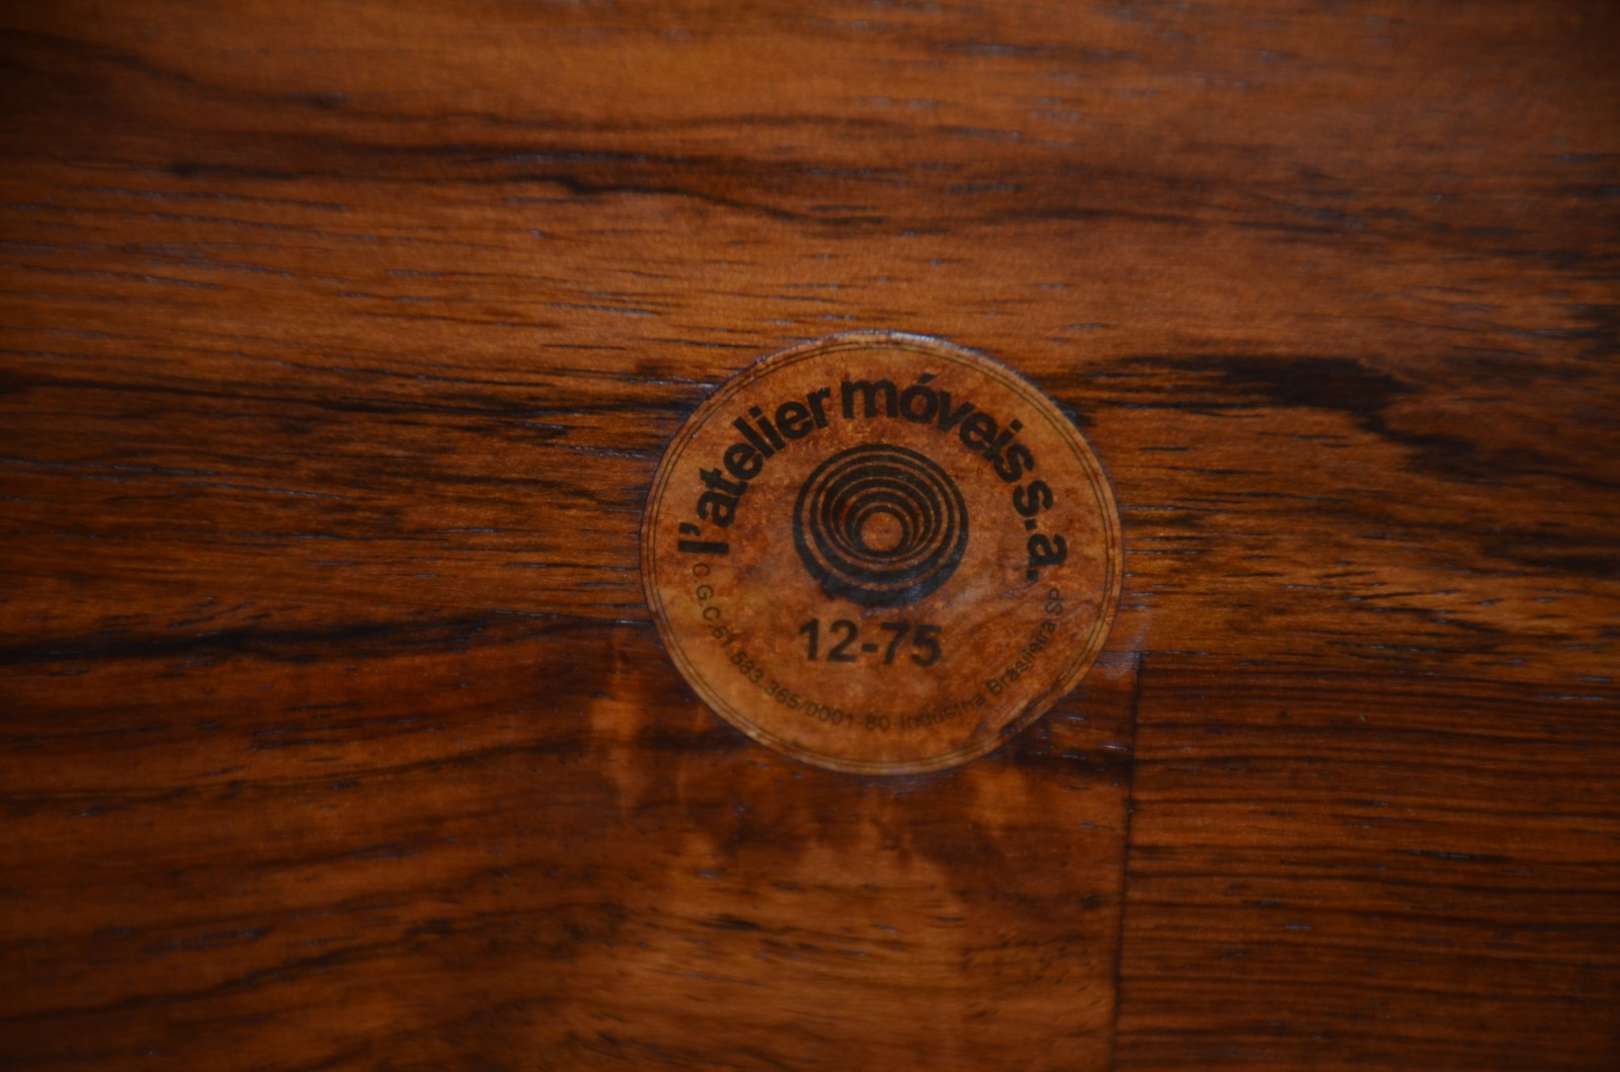 l'atelier móveis s.a.
12-75
C.G.C. 61.583.365/0001-80 Indústria Brasileira SP